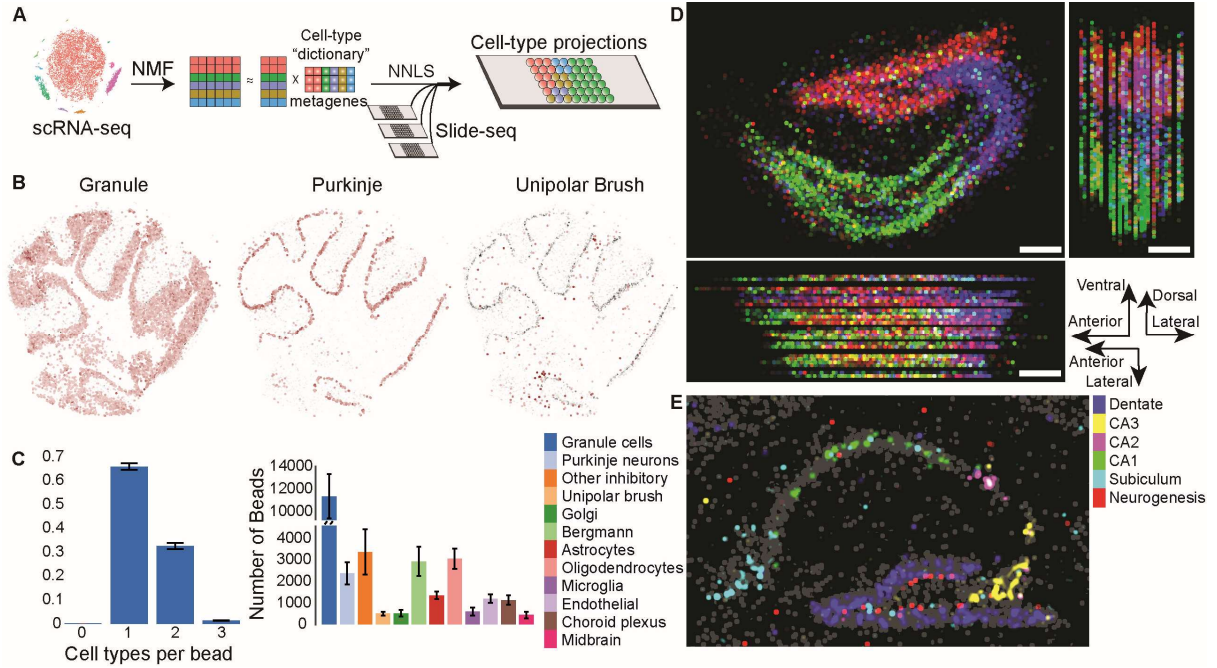 A
scRNA-seq
NMF
≈
Cell-type
"dictionary"
X
metagenes
NNLS
Slide-seq
Cell-type projections
B
Granule
Purkinje
Unipolar Brush
C
0.7
0.6
0.5
0.4
0.3
0.2
0.1
0
0 1 2 3
Cell types per bead
Number of Beads
14000
12000
10000
4000
3000
2000
1000
0
Granule cells
Purkinje neurons
Other inhibitory
Unipolar brush
Golgi
Bergmann
Astrocytes
Oligodendrocytes
Microglia
Endothelial
Choroid plexus
Midbrain
D
Ventral
Anterior
Dorsal
Lateral
Anterior
Lateral
E
Dentate
CA3
CA2
CA1
Subiculum
Neurogenesis